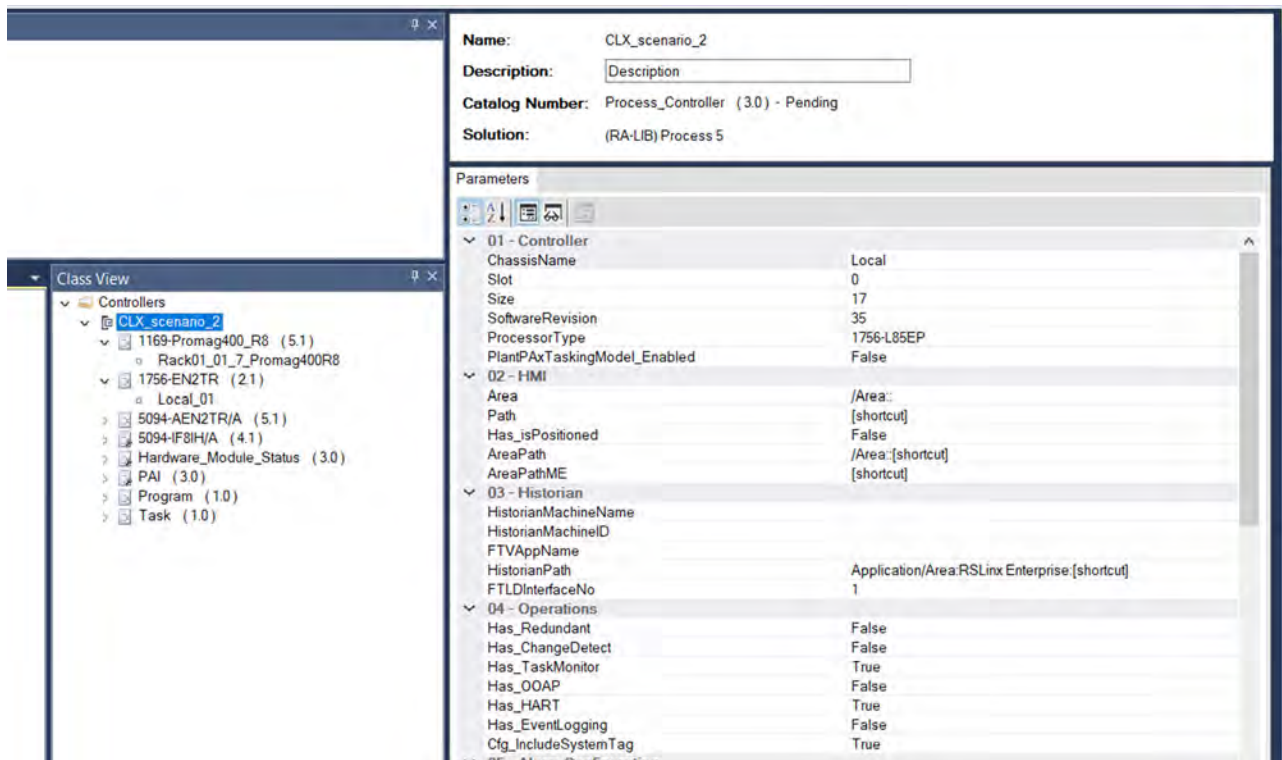 Name: CLX_scenario_2
Description: Description
Catalog Number: Process_Controller (3.0) - Pending
Solution: (RA-LIB) Process 5
Parameters
01 - Controller
ChassisName Local
Slot 0
Size 17
SoftwareRevision 35
ProcessorType 1756-L85EP
PlantPAxTaskingModel_Enabled False
02 - HMI
Area /Area::
Path [shortcut]
Has_isPositioned False
AreaPath /Area::[shortcut]
AreaPathME [shortcut]
03 - Historian
HistorianMachineName
HistorianMachineID
FTVAppName
HistorianPath Application/Area:RSLinx Enterprise:[shortcut]
FTLDInterfaceNo 1
04 - Operations
Has_Redundant False
Has_ChangeDetect False
Has_TaskMonitor True
Has_OOAP False
Has_HART True
Has_EventLogging False
Cfg_IncludeSystemTag True
Class View
Controllers
CLX_scenario_2
1169-Promag400_R8 (5.1)
Rack01_01_7_Promag400R8
1756-EN2TR (2.1)
Local_01
5094-AEN2TR/A (5.1)
5094-IF8IH/A (4.1)
Hardware_Module_Status (3.0)
PAI (3.0)
Program (1.0)
Task (1.0)